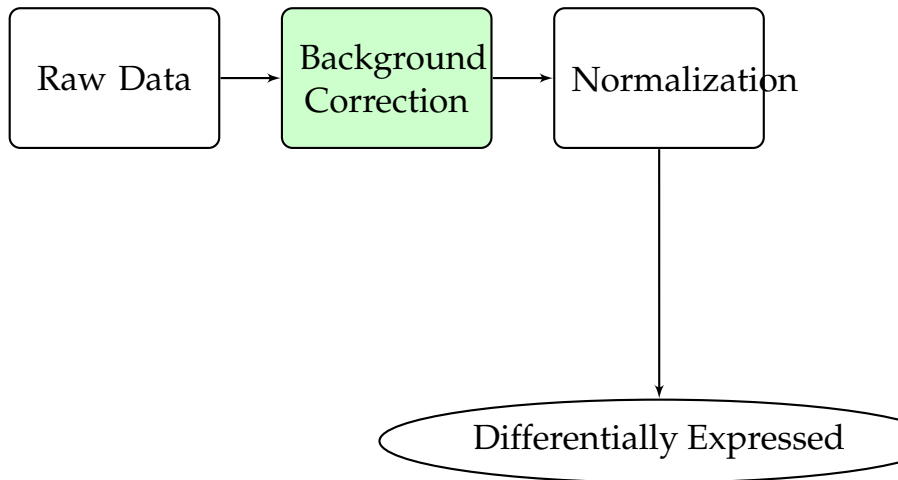 Raw Data
Background
Correction
Normalization
Differentially Expressed